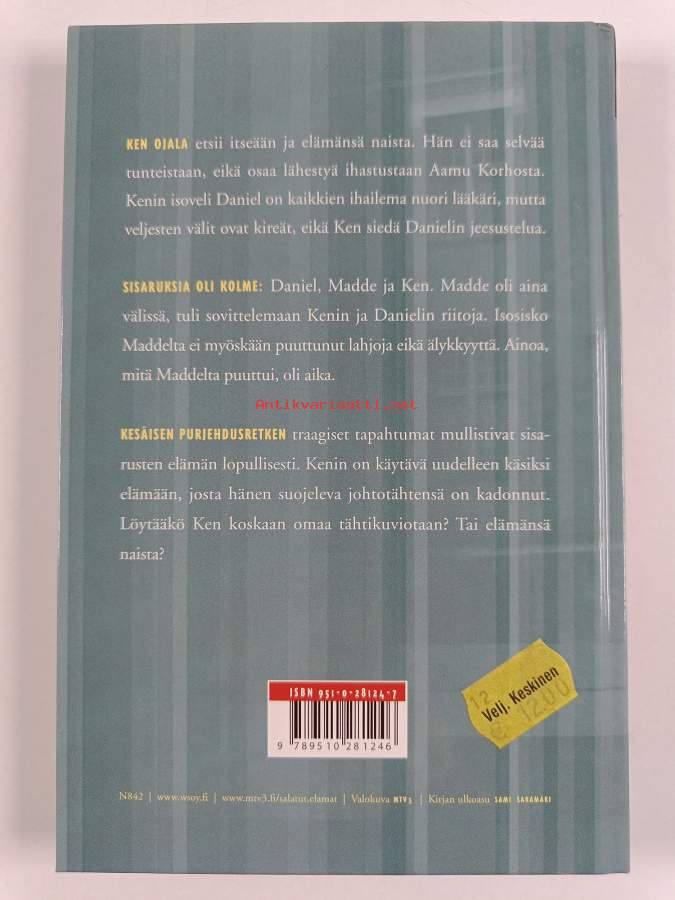 KEN OJALA etsii itseään ja elämänsä naista. Hän ei saa selvää
tunteistaan, eikä osaa lähestyä ihastustaan Aamu Korhosta.
Kenin isoveli Daniel on kaikkien ihailema nuori lääkäri, mutta
veljesten välit ovat kireät, eikä Ken siedä Danielin jeesustelua.
SISARUKSIA OLI KOLME: Daniel, Madde ja Ken. Madde oli aina
välissä, tuli sovittelemaan Kenin ja Danielin riitoja. Isosisko
Maddelta ei myöskään puuttunut lahjoja eikä älykkyyttä. Ainoa,
mitä Maddelta puuttui, oli aika.
Antikvariaatti.net
KESÄISEN PURJEHDUSRETKEN traagiset tapahtumat mullistivat sisa-
rusten elämän lopullisesti. Kenin on käytävä uudelleen käsiksi
elämään, josta hänen suojeleva johtotähtensä on kadonnut.
Löytääkö Ken koskaan omaa tähtikuviotaan? Tai elämänsä
naista?
ISBN 951-0-28124-7
9 789510 281246
12
Velj. Keskinen
€ 1200
N842 | www.wsoy.fi | www.mtv3.fi/salatut.elamat | Valokuva MTV3 | Kirjan ulkoasu SAMI SARAMÄKI